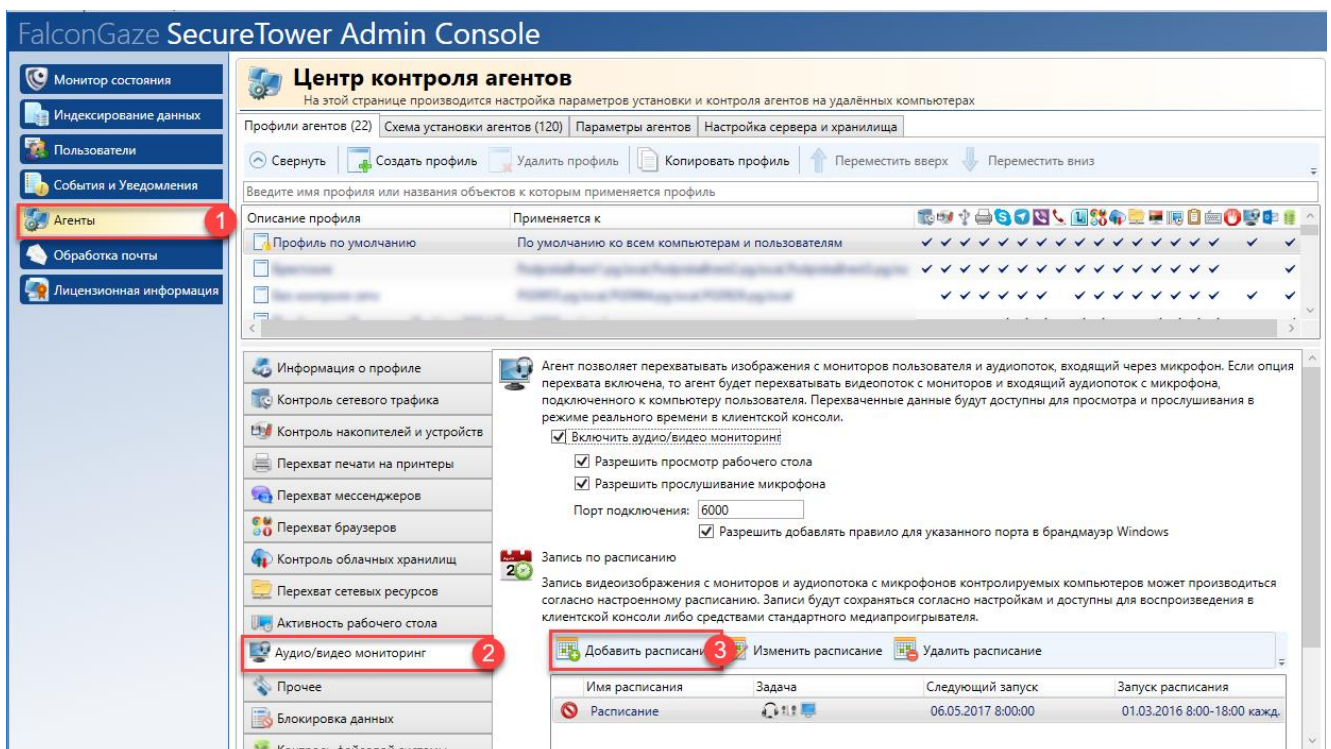 FalconGaze SecureTower Admin Console
Монитор состояния
Индексирование данных
Пользователи
События и Уведомления
Агенты
1
Обработка почты
Лицензионная информация
Центр контроля агентов
На этой странице производится настройка параметров установки и контроля агентов на удалённых компьютерах
Профили агентов (22) Схема установки агентов (120) Параметры агентов Настройка сервера и хранилища
Свернуть Создать профиль Удалить профиль Копировать профиль Переместить вверх Переместить вниз
Введите имя профиля или названия объектов к которым применяется профиль
Описание профиля Применяется к
Профиль по умолчанию По умолчанию ко всем компьютерам и пользователям
Информация о профиле
Контроль сетевого трафика
Контроль накопителей и устройств
Перехват печати на принтеры
Перехват мессенджеров
Перехват браузеров
Контроль облачных хранилищ
Перехват сетевых ресурсов
Активность рабочего стола
Аудио/видео мониторинг
2
Прочее
Блокировка данных
Агент позволяет перехватывать изображения с мониторов пользователя и аудиопоток, входящий через микрофон. Если опция
перехвата включена, то агент будет перехватывать видеопоток с мониторов и входящий аудиопоток с микрофона,
подключенного к компьютеру пользователя. Перехваченные данные будут доступны для просмотра и прослушивания в
режиме реального времени в клиентской консоли.
Включить аудио/видео мониторинг
Разрешить просмотр рабочего стола
Разрешить прослушивание микрофона
Порт подключения: 6000
Разрешить добавлять правило для указанного порта в брандмауэр Windows
Запись по расписанию
Запись видеоизображения с мониторов и аудиопотока с микрофонов контролируемых компьютеров может производиться
согласно настроенному расписанию. Записи будут сохраняться согласно настройкам и доступны для воспроизведения в
клиентской консоли либо средствами стандартного медиапроигрывателя.
Добавить расписани 3 Изменить расписание Удалить расписание
Имя расписания Задача Следующий запуск Запуск расписания
Расписание 06.05.2017 8:00:00 01.03.2016 8:00-18:00 кажд.